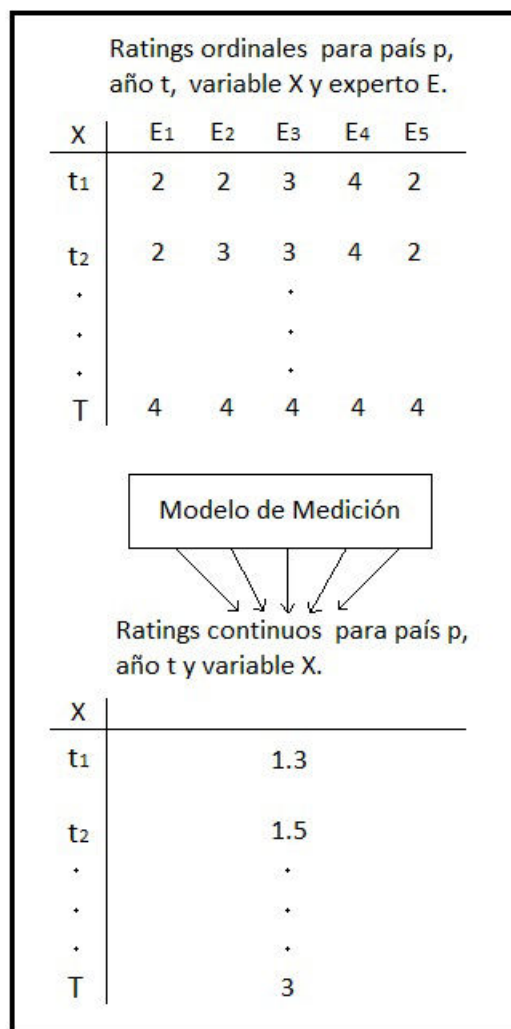 Ratings ordinales para país p,
año t, variable X y experto E.
X E1 E2 E3 E4 E5
t1 2 2 3 4 2
t2 2 3 3 4 2
. .
. .
. .
T 4 4 4 4 4
Modelo de Medición
Ratings continuos para país p,
año t y variable X.
X
t1 1.3
t2 1.5
. .
. .
. .
T 3